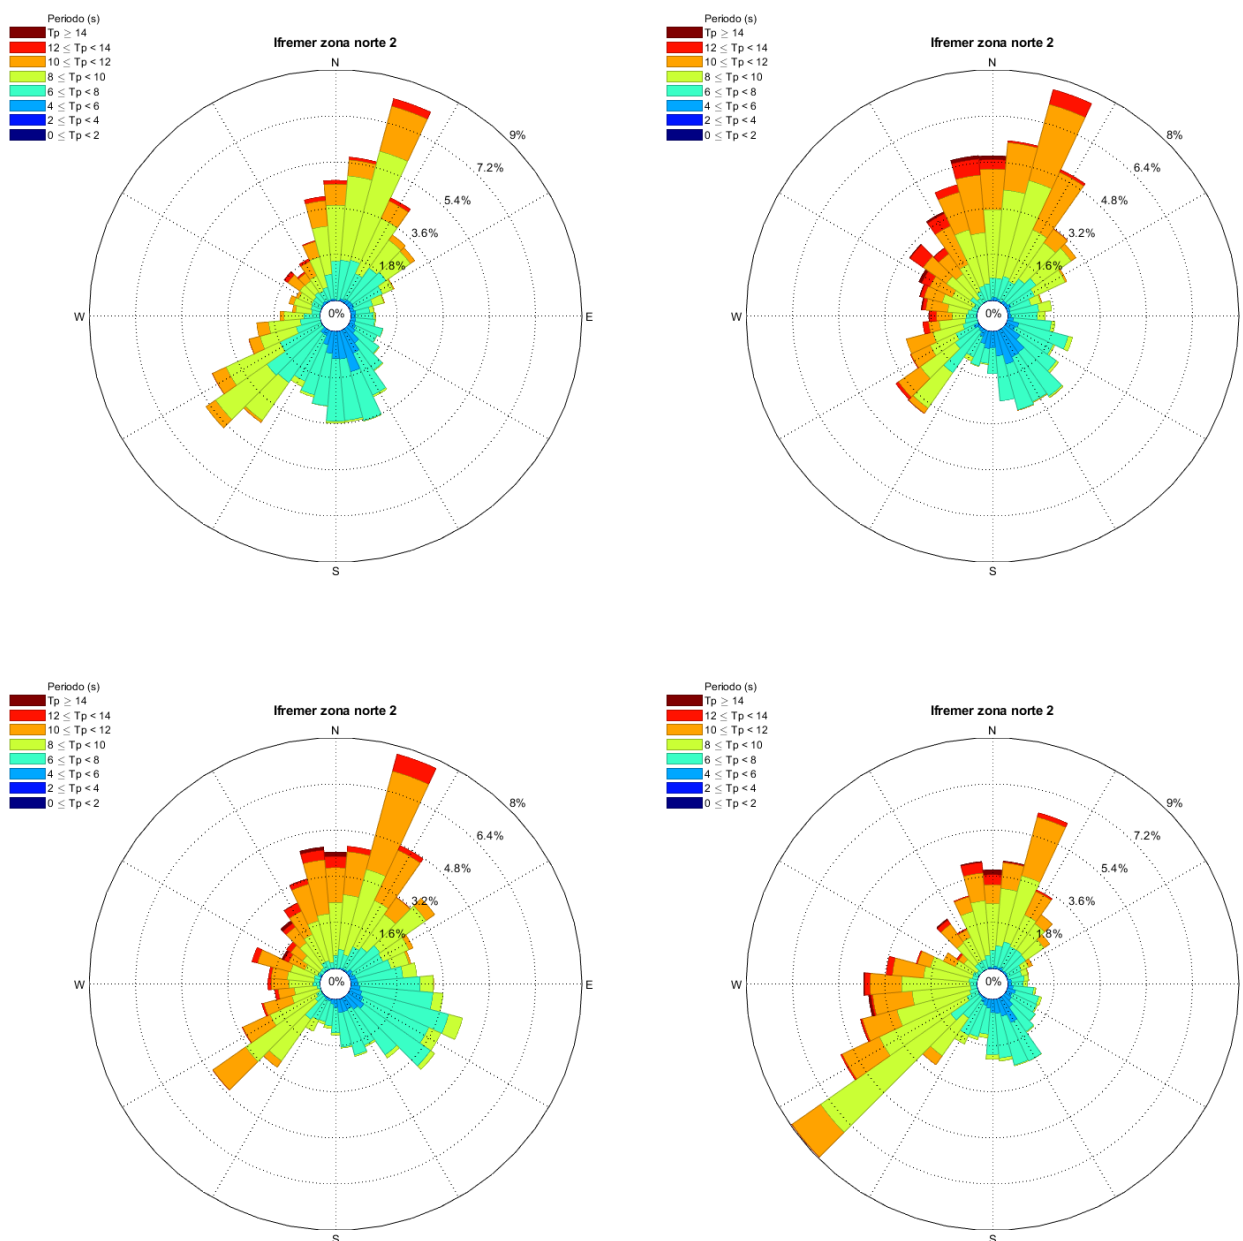 Periodo (s)
Tp ≥ 14
12 ≤ Tp < 14
10 ≤ Tp < 12
8 ≤ Tp < 10
6 ≤ Tp < 8
4 ≤ Tp < 6
2 ≤ Tp < 4
0 ≤ Tp < 2
Ifremer zona norte 2
N
9%
7.2%
5.4%
3.6%
1.8%
0%
W
E
S
Periodo (s)
Tp ≥ 14
12 ≤ Tp < 14
10 ≤ Tp < 12
8 ≤ Tp < 10
6 ≤ Tp < 8
4 ≤ Tp < 6
2 ≤ Tp < 4
0 ≤ Tp < 2
Ifremer zona norte 2
N
8%
6.4%
4.8%
3.2%
1.6%
0%
W
E
S
Periodo (s)
Tp ≥ 14
12 ≤ Tp < 14
10 ≤ Tp < 12
8 ≤ Tp < 10
6 ≤ Tp < 8
4 ≤ Tp < 6
2 ≤ Tp < 4
0 ≤ Tp < 2
Ifremer zona norte 2
N
8%
6.4%
4.8%
3.2%
1.6%
0%
W
E
S
Periodo (s)
Tp ≥ 14
12 ≤ Tp < 14
10 ≤ Tp < 12
8 ≤ Tp < 10
6 ≤ Tp < 8
4 ≤ Tp < 6
2 ≤ Tp < 4
0 ≤ Tp < 2
Ifremer zona norte 2
N
9%
7.2%
5.4%
3.6%
1.8%
0%
W
E
S